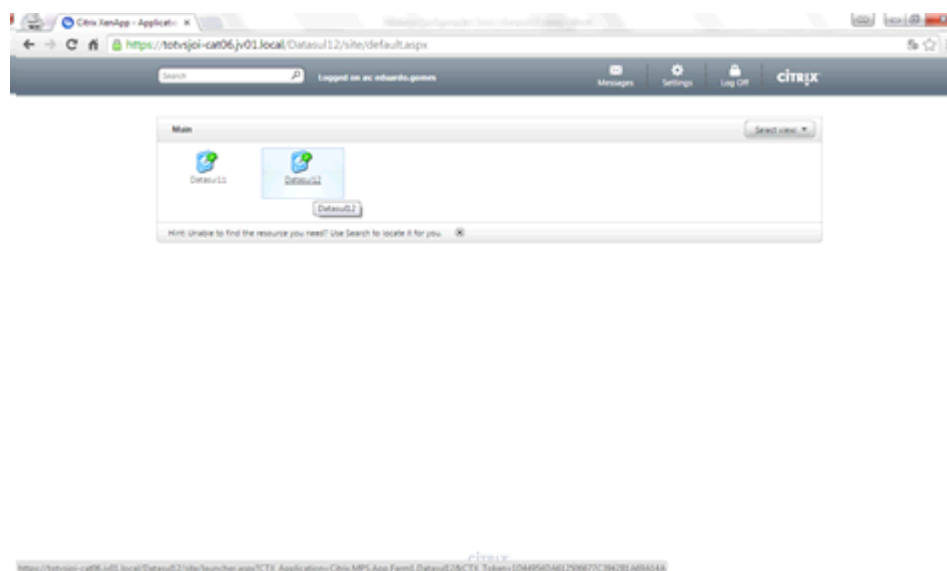 Citrix XenApp - Applicatic ×
https://totvsjoi-cat06.jv01.local/Datasul12/site/default.aspx
Search
Logged on as: eduardo.gomes
Messages
Settings
Log Off
CITRIX
Main
Select view:
Datasul11
Datasul12
Datasul12
Hint: Unable to find the resource you need? Use Search to locate it for you.
CITRIX